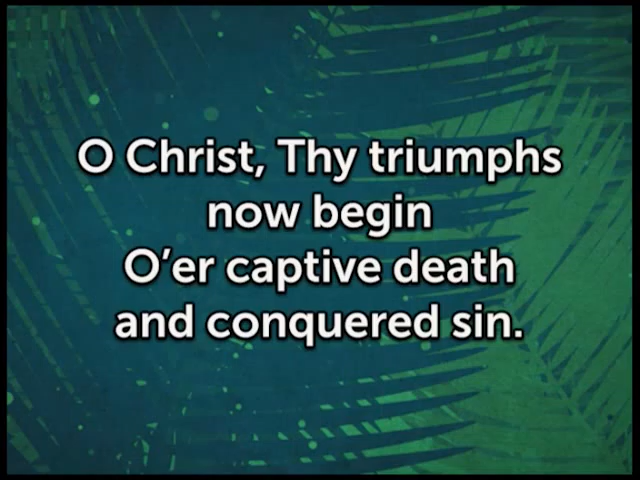 O Christ, Thy triumphs
now begin
O’er captive death
and conquered sin.